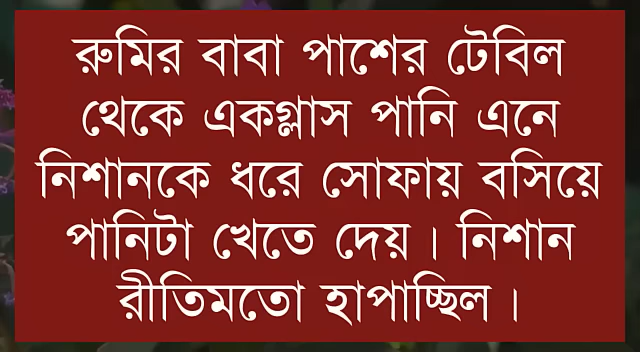 রুমির বাবা পাশের টেবিল
থেকে একগ্লাস পানি এনে
নিশানকে ধরে সোফায় বসিয়ে
পানিটা খেতে দেয়। নিশান
রীতিমতো হাপাচ্ছিল।